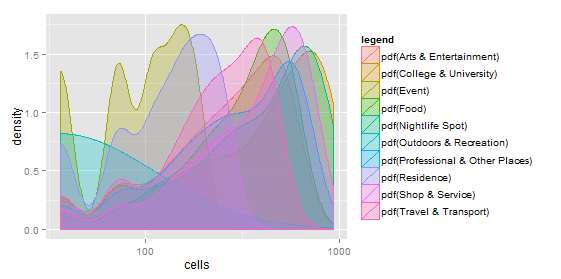 legend
pdf(Arts & Entertainment)
pdf(College & University)
pdf(Event)
pdf(Food)
pdf(Nightlife Spot)
pdf(Outdoors & Recreation)
pdf(Professional & Other Places)
pdf(Residence)
pdf(Shop & Service)
pdf(Travel & Transport)
density
1.5
1.0
0.5
0.0
100
1000
cells